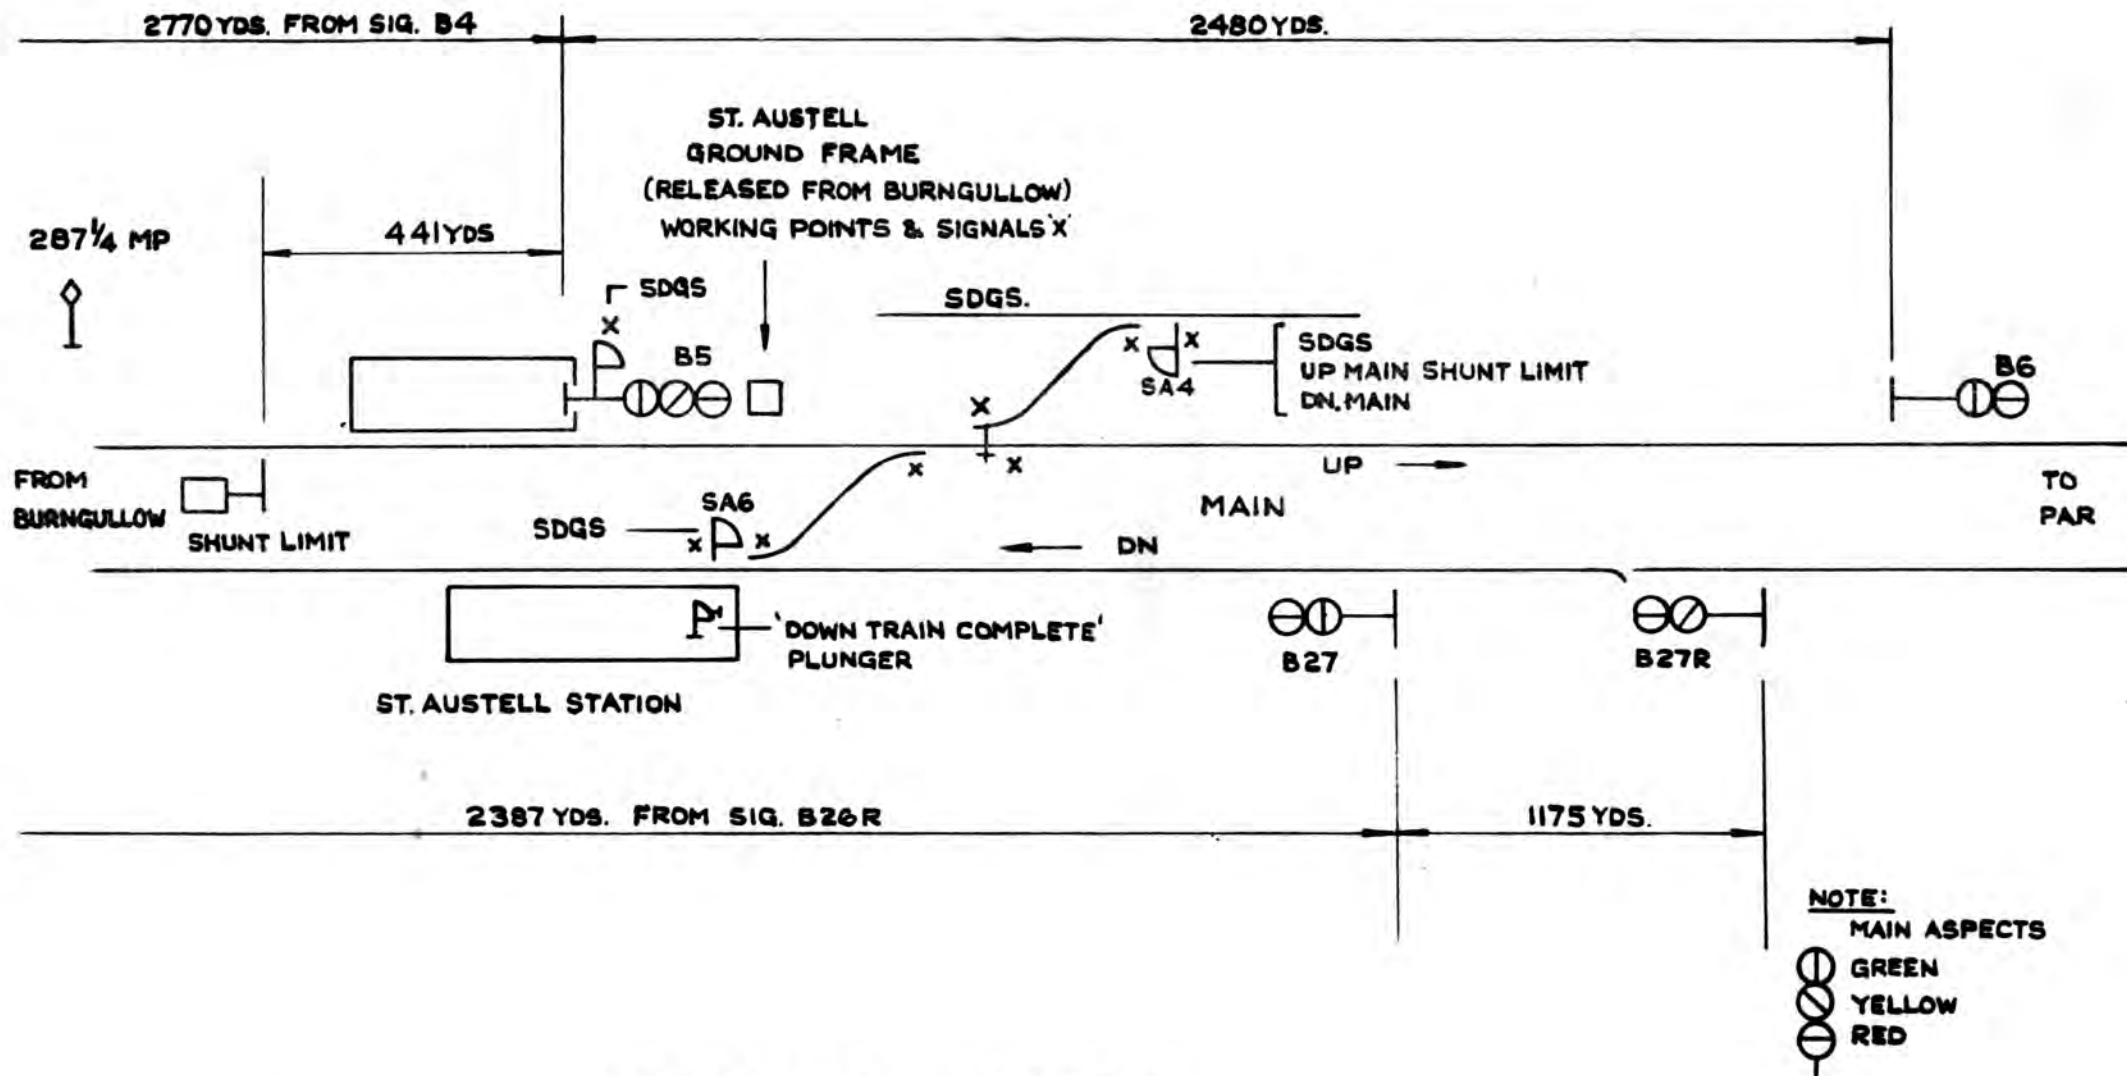 2770 YDS. FROM SIG. B4
2480 YDS.
ST. AUSTELL
GROUND FRAME
(RELEASED FROM BURNGULLOW)
WORKING POINTS & SIGNALS 'X'
287¼ MP
441 YDS
SDGS
SDGS.
X
B5
X
X
SDGS
UP MAIN SHUNT LIMIT
DN. MAIN
SA4
B6
X
X
X
UP
FROM
BURNGULLOW
SHUNT LIMIT
SDGS
SA6
X
X
MAIN
TO
PAR
DN
'DOWN TRAIN COMPLETE'
PLUNGER
B27
B27R
ST. AUSTELL STATION
2387 YDS. FROM SIG. B26R
1175 YDS.
NOTE:
MAIN ASPECTS
GREEN
YELLOW
RED